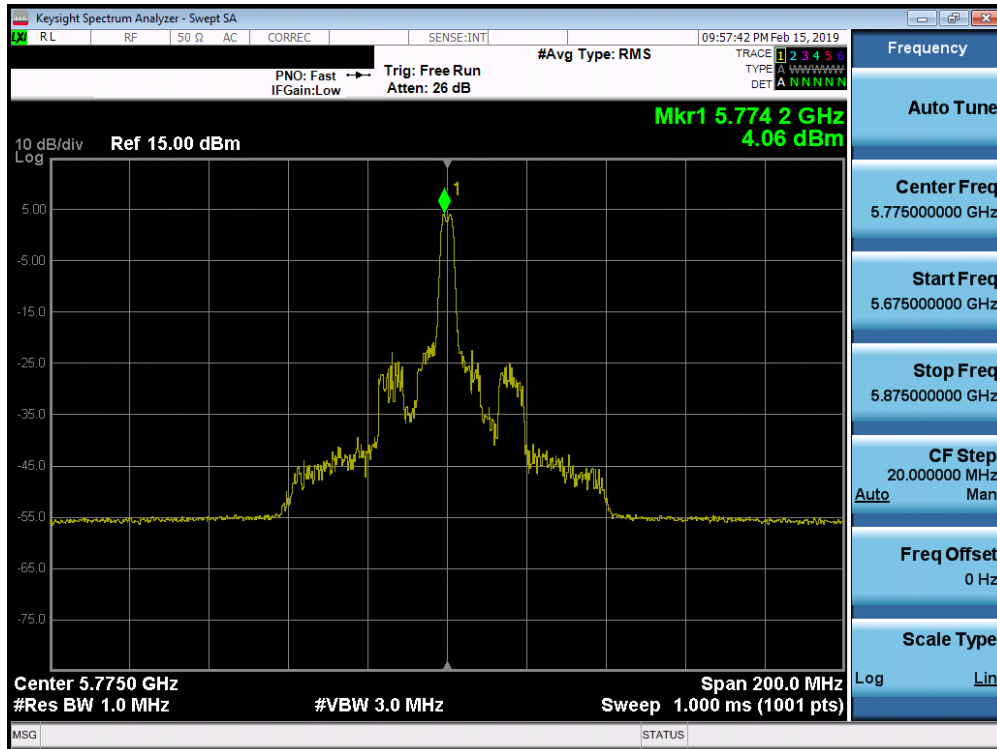 Keysight Spectrum Analyzer - Swept SA
LXI RL RF 50 Ω AC CORREC SENSE:INT 09:57:42 PM Feb 15, 2019
PNO: Fast Trig: Free Run #Avg Type: RMS TRACE 1 2 3 4 5 6
IFGain:Low Atten: 26 dB TYPE A WWWWW
DET A N N N N N
Mkr1 5.774 2 GHz
4.06 dBm
10 dB/div Ref 15.00 dBm
Log
1
5.00
-5.00
-15.0
-25.0
-35.0
-45.0
-55.0
-65.0
-75.0
Center 5.7750 GHz Span 200.0 MHz
#Res BW 1.0 MHz #VBW 3.0 MHz Sweep 1.000 ms (1001 pts)
MSG STATUS
Frequency
Auto Tune
Center Freq
5.775000000 GHz
Start Freq
5.675000000 GHz
Stop Freq
5.875000000 GHz
CF Step
20.000000 MHz
Auto Man
Freq Offset
0 Hz
Scale Type
Log Lin